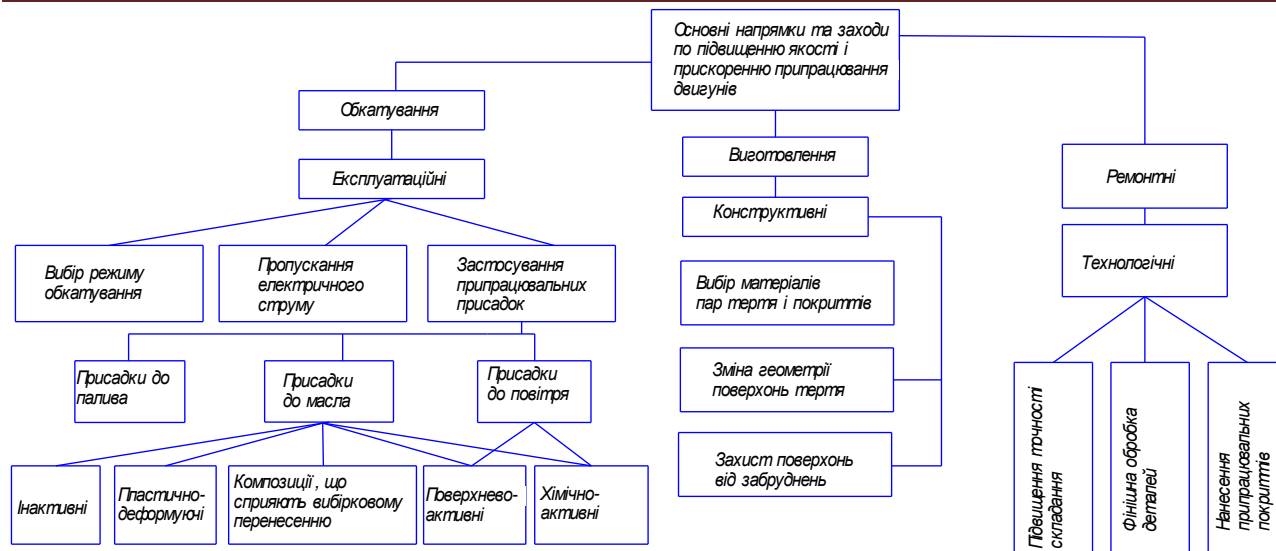 Основні напрямки та заходи
по підвищенню якості і
прискоренню припрацювання
двигунів
Обкатування
Виготовлення
Ремонтні
Експлуатаційні
Конструктивні
Технологічні
Вибір режиму
обкатування
Пропускання
електричного
струму
Застосування
припрацювальних
присадок
Вибір матеріалів
пар тертя і покриттів
Присадки до
палива
Присадки
до масла
Присадки
до повітря
Зміна геометрії
поверхонь тертя
Захист поверхонь
від забруднень
Інактивні
Пластично-
деформуючі
Композиції, що
сприяють вибірковому
перенесенню
Поверхнево-
активні
Хімічно-
активні
Підвищення точності
складання
Фінішна обробка
деталей
Нанесення
припрацювальних
покриттів